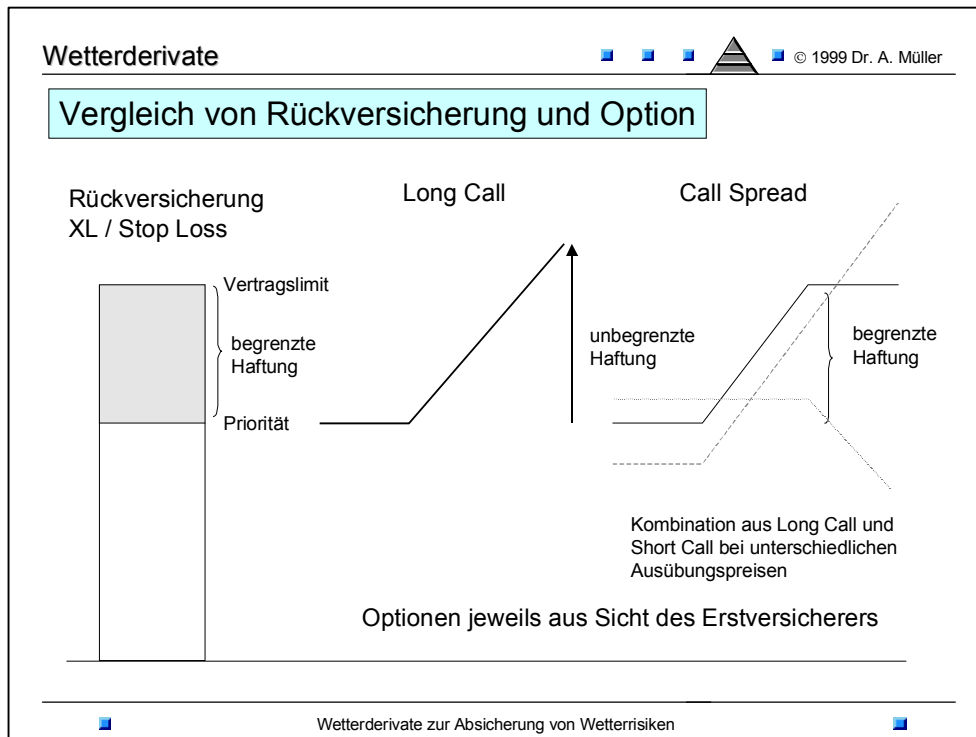 Wetterderivate
© 1999 Dr. A. Müller
Vergleich von Rückversicherung und Option
Rückversicherung
XL / Stop Loss
Long Call
Call Spread
Vertragslimit
begrenzte
Haftung
Priorität
unbegrenzte
Haftung
begrenzte
Haftung
Kombination aus Long Call und
Short Call bei unterschiedlichen
Ausübungspreisen
Optionen jeweils aus Sicht des Erstversicherers
Wetterderivate zur Absicherung von Wetterrisiken